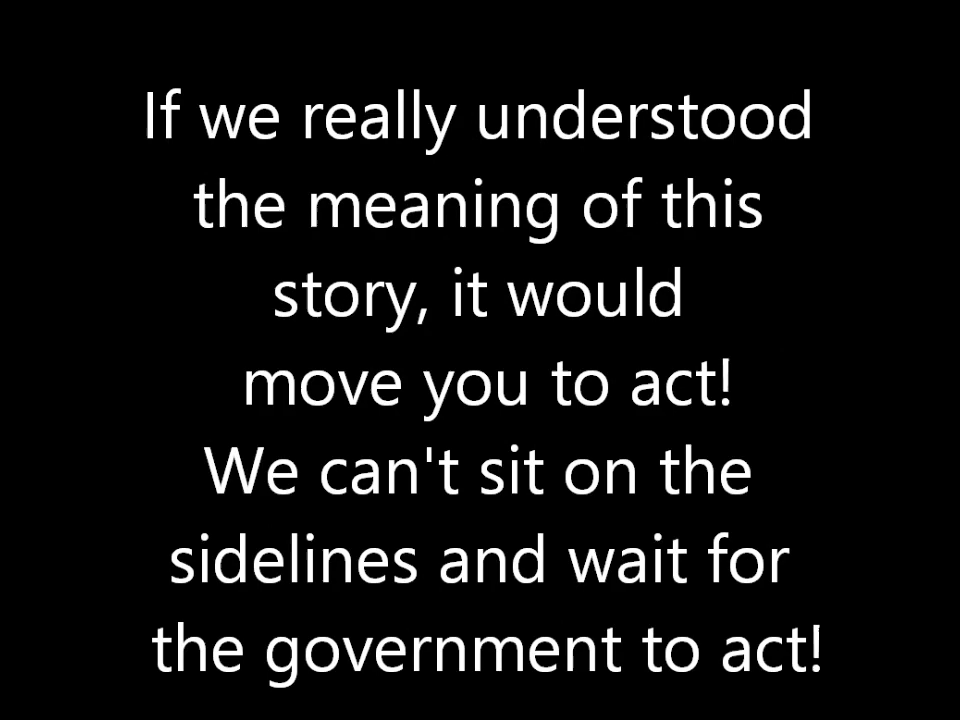 If we really understood
the meaning of this
story, it would
move you to act!
We can't sit on the
sidelines and wait for
the government to act!